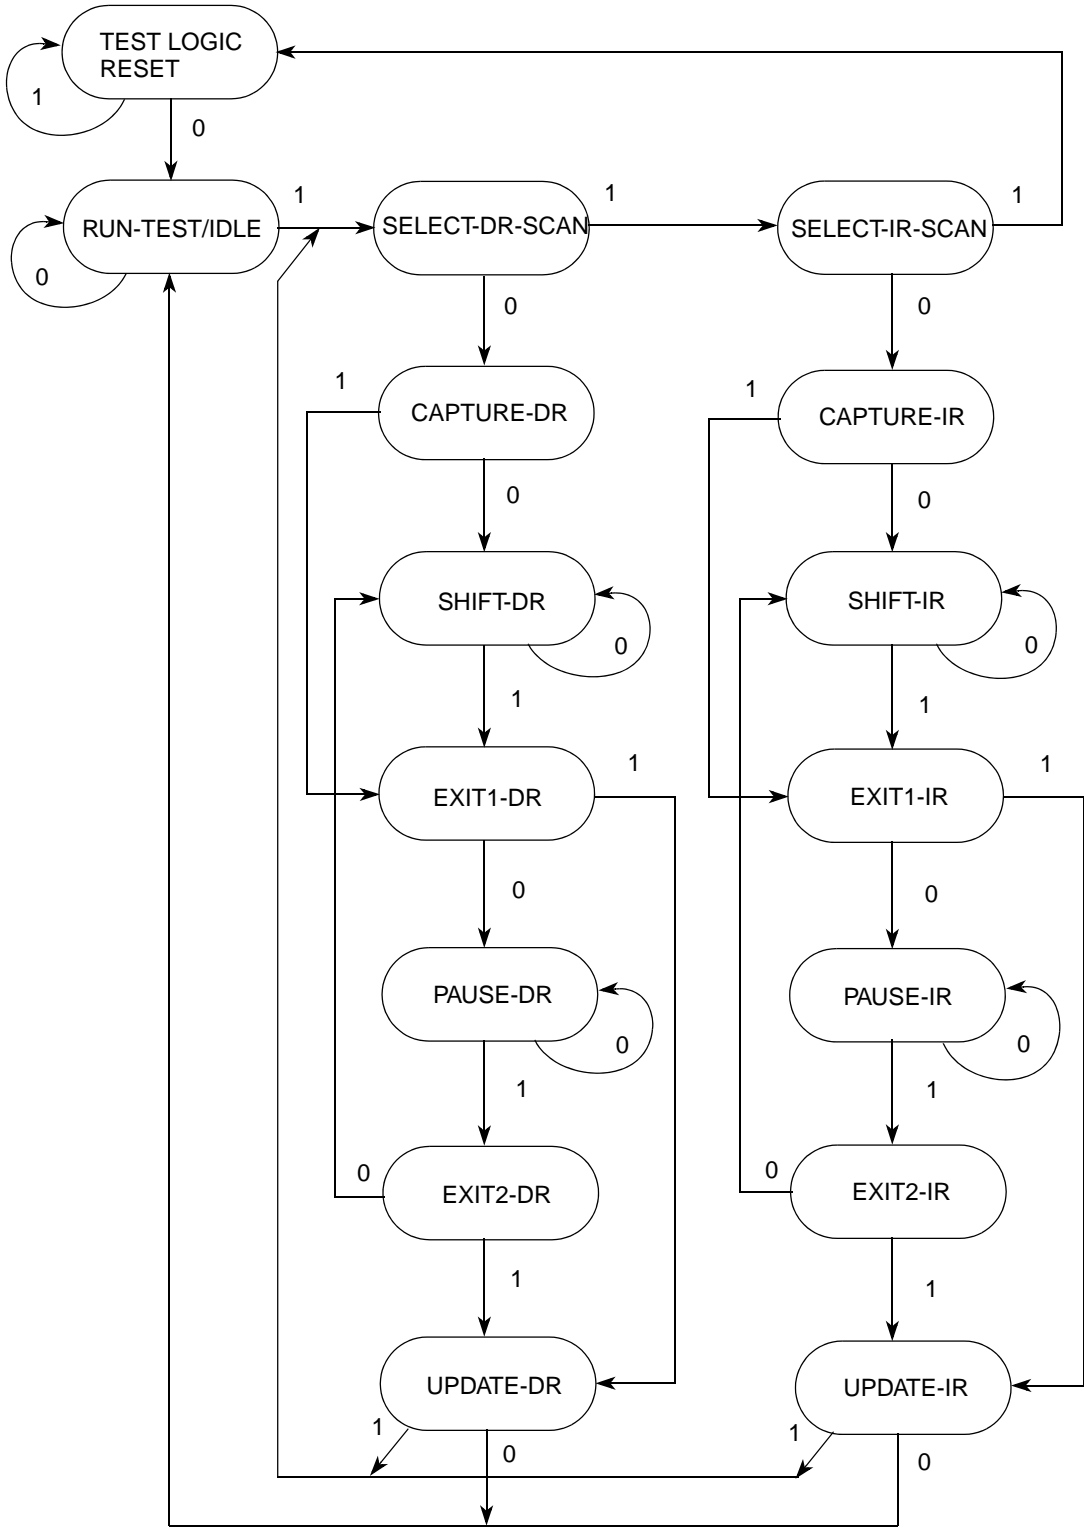 TEST LOGIC
RESET
1
0
RUN-TEST/IDLE
1
SELECT-DR-SCAN
1
SELECT-IR-SCAN
1
0
0
0
1
CAPTURE-DR
1
CAPTURE-IR
0
0
SHIFT-DR
0
SHIFT-IR
0
1
1
EXIT1-DR
1
EXIT1-IR
1
0
0
PAUSE-DR
0
PAUSE-IR
0
1
1
0
EXIT2-DR
0
EXIT2-IR
1
1
UPDATE-DR
UPDATE-IR
1
0
1
0